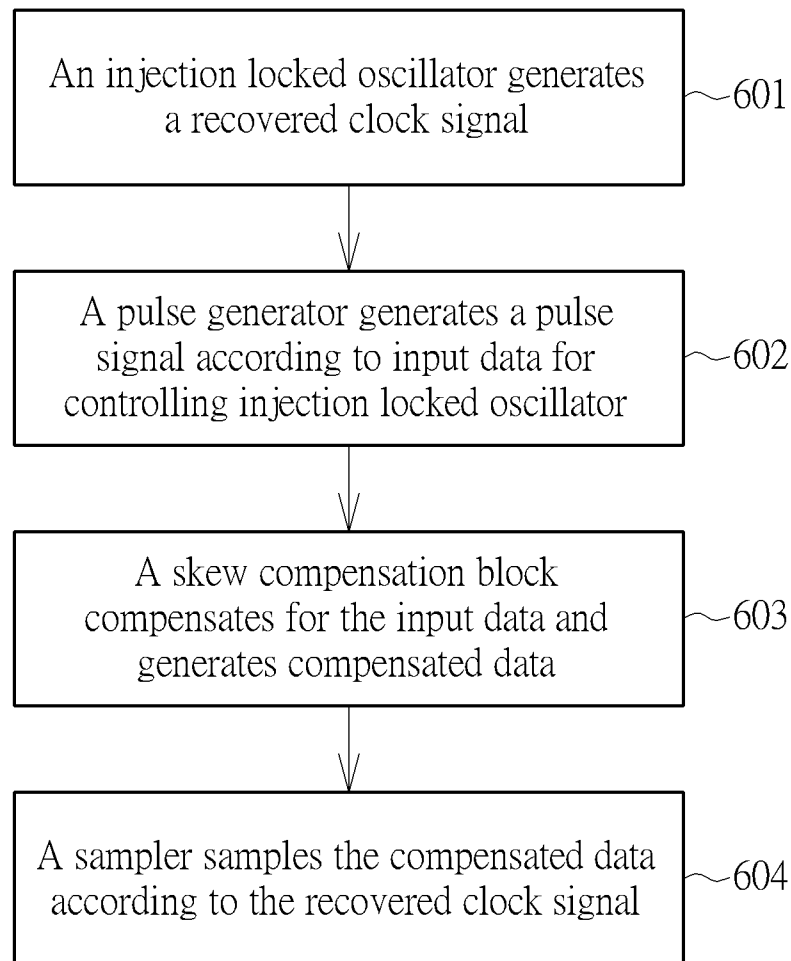 An injection locked oscillator generates
a recovered clock signal
601
A pulse generator generates a pulse
signal according to input data for
controlling injection locked oscillator
602
A skew compensation block
compensates for the input data and
generates compensated data
603
A sampler samples the compensated data
according to the recovered clock signal
604